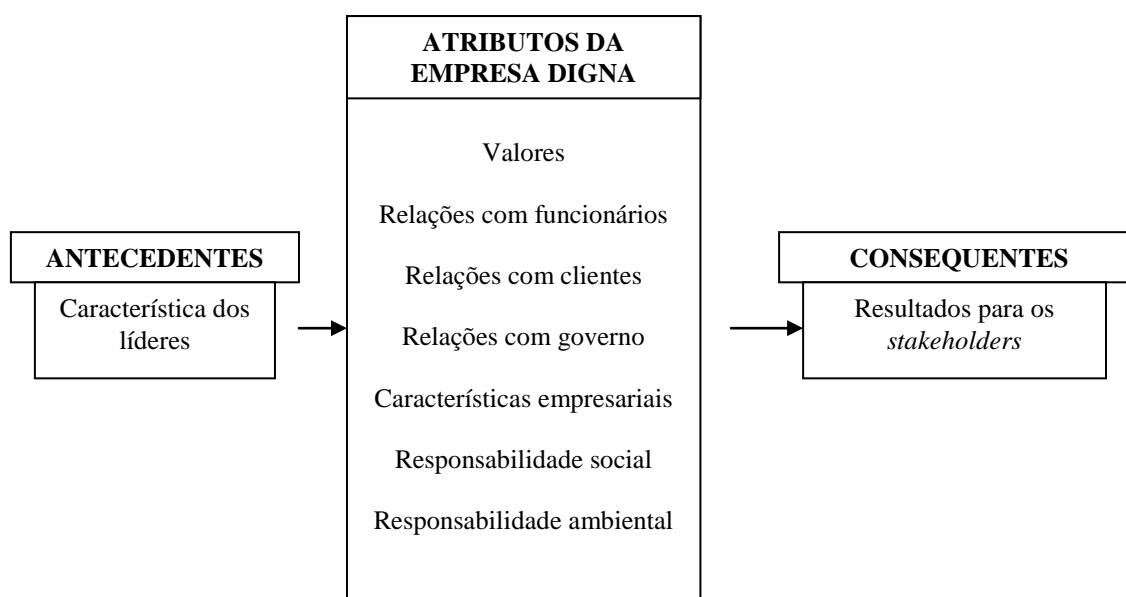 ATRIBUTOS DA
EMPRESA DIGNA
Valores
Relações com funcionários
Relações com clientes
Relações com governo
Características empresariais
Responsabilidade social
Responsabilidade ambiental
ANTECEDENTES
Característica dos
líderes
CONSEQUENTES
Resultados para os
stakeholders